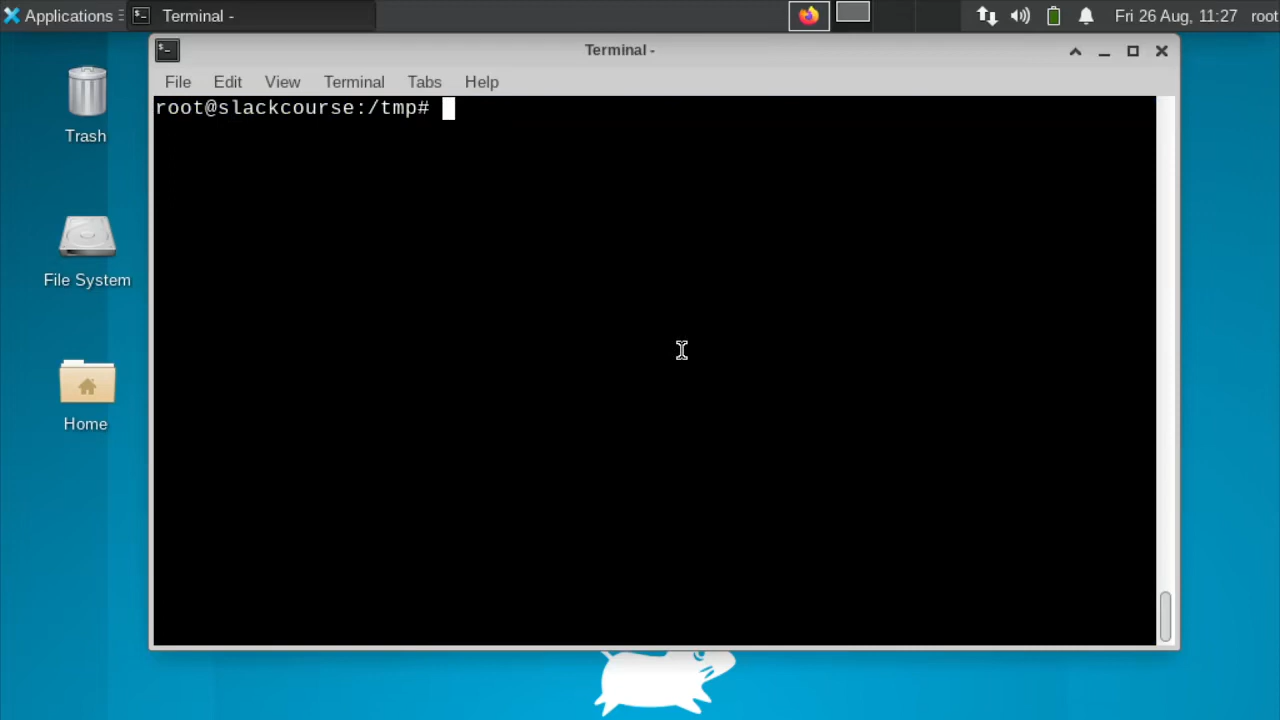 Applications Terminal - Fri 26 Aug, 11:27 root
Terminal -
File Edit View Terminal Tabs Help
root@slackcourse:/tmp#
Trash
File System
Home